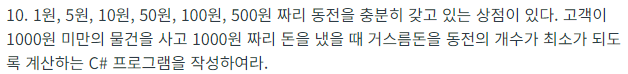 10. 1원, 5원, 10원, 50원, 100원, 500원 짜리 동전을 충분히 갖고 있는 상점이 있다. 고객이
1000원 미만의 물건을 사고 1000원 짜리 돈을 냈을 때 거스름돈을 동전의 개수가 최소가 되도
록 계산하는 C# 프로그램을 작성하여라.